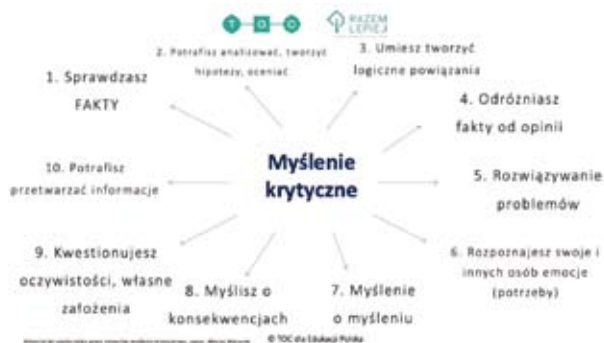 TOC
RAZEM
LEPIEJ
2. Potrafisz analizować, tworzyć
hipotezy, oceniać
3. Umiesz tworzyć
logiczne powiązania
1. Sprawdzasz
FAKTY
4. Odróżniasz
fakty od opinii
Myślenie
krytyczne
10. Potrafisz
przetwarzać informacje
5. Rozwiązywanie
problemów
9. Kwestionujesz
oczywistości, własne
założenia
8. Myślisz o
konsekwencjach
7. Myślenie
o myśleniu
6. Rozpoznajesz swoje i
innych osób emocje
(potrzeby)
© TOC dla Edukacji Polska